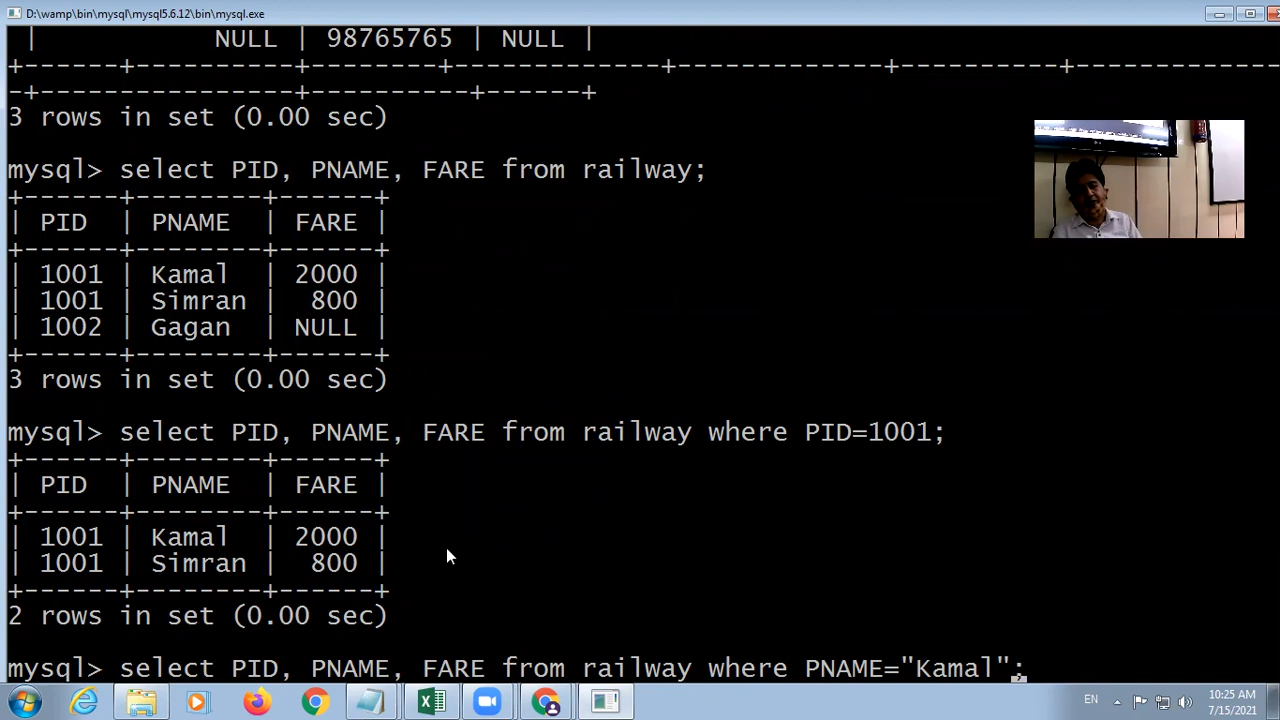 D:\wamp\bin\mysql\mysql5.6.12\bin\mysql.exe
| NULL | 98765765 | NULL |
+------+----------+--------+-------------+-------------+----------+-------------
-+----------------+----------+------+
3 rows in set (0.00 sec)
mysql> select PID, PNAME, FARE from railway;
+------+--------+------+
| PID | PNAME | FARE |
+------+--------+------+
| 1001 | Kamal | 2000 |
| 1001 | Simran | 800 |
| 1002 | Gagan | NULL |
+------+--------+------+
3 rows in set (0.00 sec)
mysql> select PID, PNAME, FARE from railway where PID=1001;
+------+--------+------+
| PID | PNAME | FARE |
+------+--------+------+
| 1001 | Kamal | 2000 |
| 1001 | Simran | 800 |
+------+--------+------+
2 rows in set (0.00 sec)
mysql> select PID, PNAME, FARE from railway where PNAME="Kamal";
EN
10:25 AM
7/15/2021